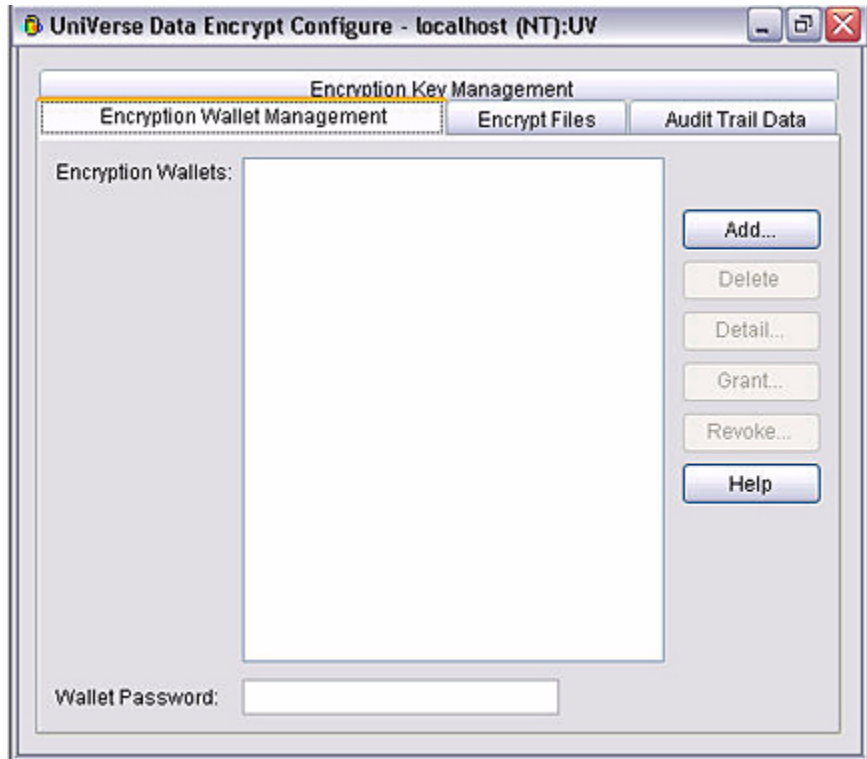 UniVerse Data Encrypt Configure - localhost (NT):UV
Encryption Key Management
Encryption Wallet Management
Encrypt Files
Audit Trail Data
Encryption Wallets:
Add...
Delete
Detail...
Grant...
Revoke...
Help
Wallet Password: